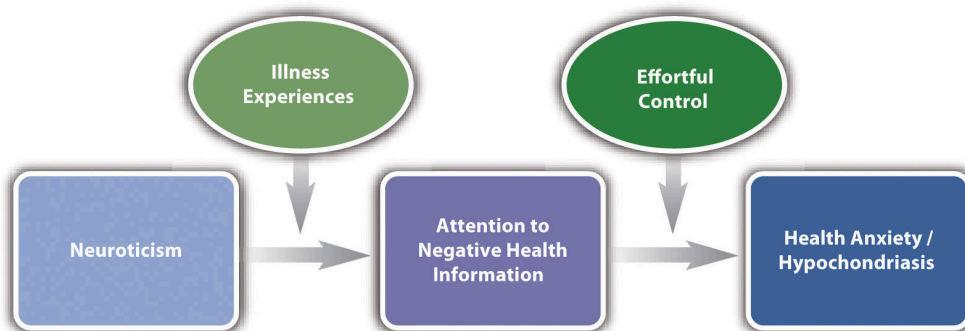 Illness
Experiences
Effortful
Control
Neuroticism
Attention to
Negative Health
Information
Health Anxiety /
Hypochondriasis